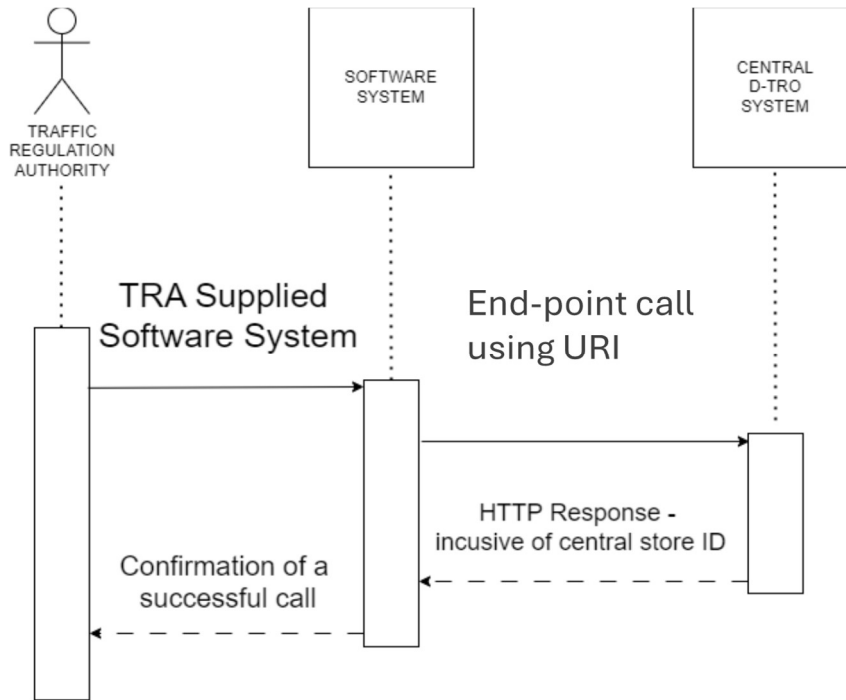 TRAFFIC
REGULATION
AUTHORITY
SOFTWARE
SYSTEM
CENTRAL
D-TRO
SYSTEM
TRA Supplied
Software System
End-point call
using URI
HTTP Response -
incusive of central store ID
Confirmation of a
successful call